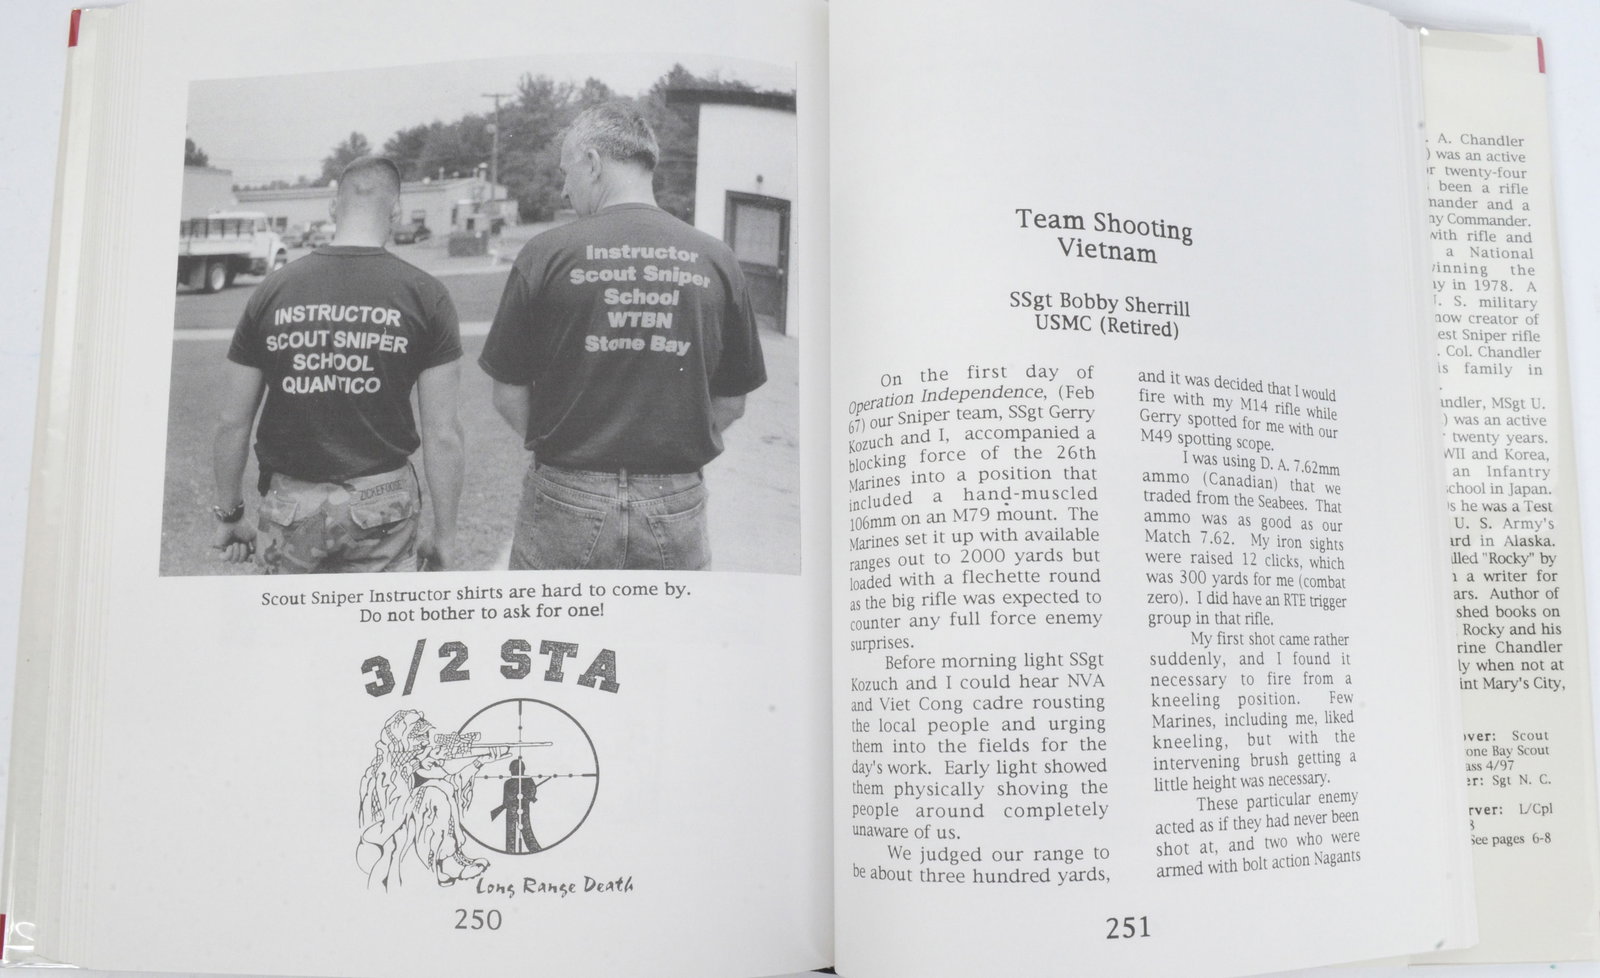 INSTRUCTOR
SCOUT SNIPER
SCHOOL
QUANTICO
ZICKEFOOSE
Instructor
Scout Sniper
School
WTBN
Stone Bay
Scout Sniper Instructor shirts are hard to come by.
Do not bother to ask for one!
3/2 STA
Long Range Death
250
Team Shooting
Vietnam
SSgt Bobby Sherrill
USMC (Retired)
On the first day of
Operation Independence, (Feb
67) our Sniper team, SSgt Gerry
Kozuch and I, accompanied a
blocking force of the 26th
Marines into a position that
included a hand-muscled
106mm on an M79 mount. The
Marines set it up with available
ranges out to 2000 yards but
loaded with a flechette round
as the big rifle was expected to
counter any full force enemy
surprises.
Before morning light SSgt
Kozuch and I could hear NVA
and Viet Cong cadre rousting
the local people and urging
them into the fields for the
day's work. Early light showed
them physically shoving the
people around completely
unaware of us.
We judged our range to
be about three hundred yards,
and it was decided that I would
fire with my M14 rifle while
Gerry spotted for me with our
M49 spotting scope.
I was using D. A. 7.62mm
ammo (Canadian) that we
traded from the Seabees. That
ammo was as good as our
Match 7.62. My iron sights
were raised 12 clicks, which
was 300 yards for me (combat
zero). I did have an RTE trigger
group in that rifle.
My first shot came rather
suddenly, and I found it
necessary to fire from a
kneeling position. Few
Marines, including me, liked
kneeling, but with the
intervening brush getting a
little height was necessary.
These particular enemy
acted as if they had never been
shot at, and two who were
armed with bolt action Nagants
251
. A. Chandler
) was an active
r twenty-four
been a rifle
mander and a
ny Commander.
with rifle and
a National
inning the
y in 1978. A
. S. military
now creator of
est Sniper rifle
. Col. Chandler
is family in
.
andler, MSgt U.
) was an active
twenty years.
WII and Korea,
an Infantry
school in Japan.
s he was a Test
U. S. Army's
rd in Alaska.
lled "Rocky" by
a writer for
ars. Author of
shed books on
Rocky and his
rine Chandler
ly when not at
int Mary's City,
over: Scout
one Bay Scout
ass 4/97
er: Sgt N. C.
rver: L/Cpl
8
See pages 6-8